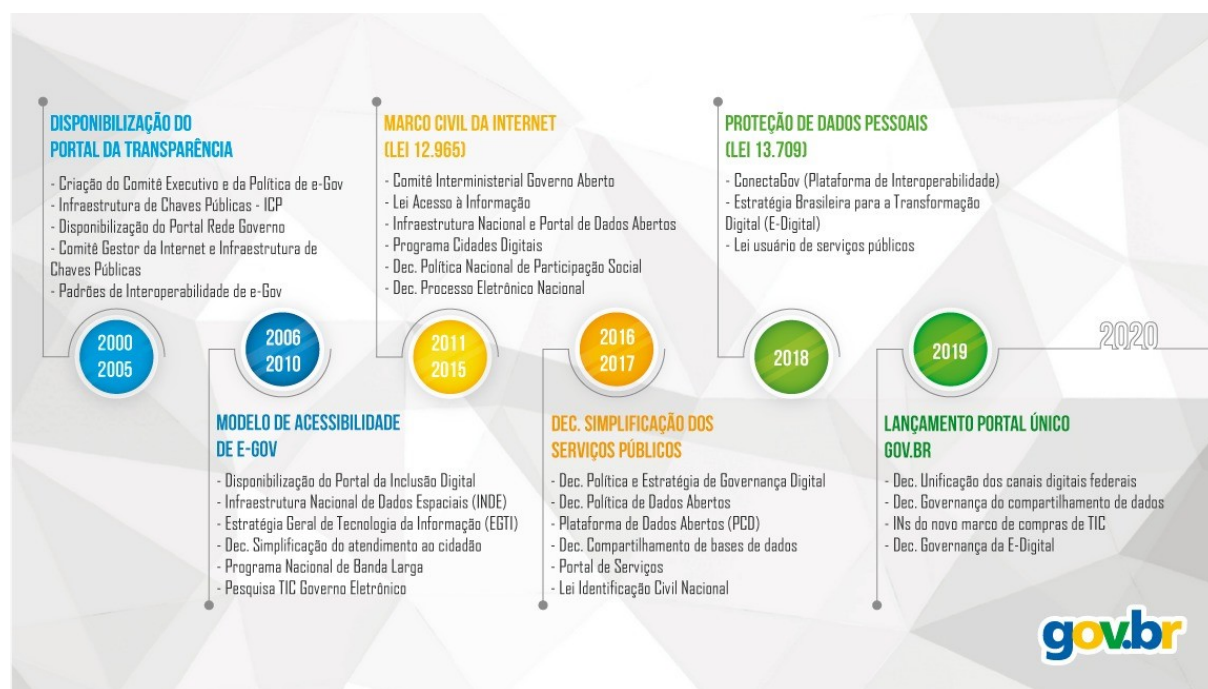 DISPONIBILIZAÇÃO DO
PORTAL DA TRANSPARÊNCIA
- Criação do Comitê Executivo e da Política de e-Gov
- Infraestrutura de Chaves Públicas - ICP
- Disponibilização do Portal Rede Governo
- Comitê Gestor da Internet e Infraestrutura de
Chaves Públicas
- Padrões de Interoperabilidade de e-Gov
2000
2005
2006
2010
MODELO DE ACESSIBILIDADE
DE E-GOV
- Disponibilização do Portal da Inclusão Digital
- Infraestrutura Nacional de Dados Espaciais (INDE)
- Estratégia Geral de Tecnologia da Informação (EGTI)
- Dec. Simplificação do atendimento ao cidadão
- Programa Nacional de Banda Larga
- Pesquisa TIC Governo Eletrônico
MARCO CIVIL DA INTERNET
(LEI 12.965)
- Comitê Interministerial Governo Aberto
- Lei Acesso à Informação
- Infraestrutura Nacional e Portal de Dados Abertos
- Programa Cidades Digitais
- Dec. Política Nacional de Participação Social
- Dec. Processo Eletrônico Nacional
2011
2015
2016
2017
DEC. SIMPLIFICAÇÃO DOS
SERVIÇOS PÚBLICOS
- Dec. Política e Estratégia de Governança Digital
- Dec. Política de Dados Abertos
- Plataforma de Dados Abertos (PCD)
- Dec. Compartilhamento de bases de dados
- Portal de Serviços
- Lei Identificação Civil Nacional
PROTEÇÃO DE DADOS PESSOAIS
(LEI 13.709)
- ConectaGov (Plataforma de Interoperabilidade)
- Estratégia Brasileira para a Transformação
Digital (E-Digital)
- Lei usuário de serviços públicos
2018
2019
LANÇAMENTO PORTAL ÚNICO
GOV.BR
- Dec. Unificação dos canais digitais federais
- Dec. Governança do compartilhamento de dados
- INs do novo marco de compras de TIC
- Dec. Governança da E-Digital
2020
gov.br